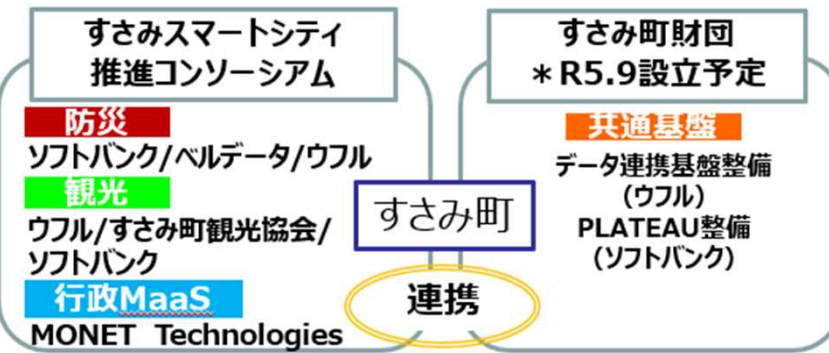 すさみスマートシティ
推進コンソーシアム
防災
ソフトバンク/ベルデータ/ウフル
観光
ウフル/すさみ町観光協会/
ソフトバンク
行政MaaS
MONET Technologies
すさみ町
連携
すさみ町財団
＊R5.9設立予定
共通基盤
データ連携基盤整備
(ウフル)
PLATEAU整備
(ソフトバンク)